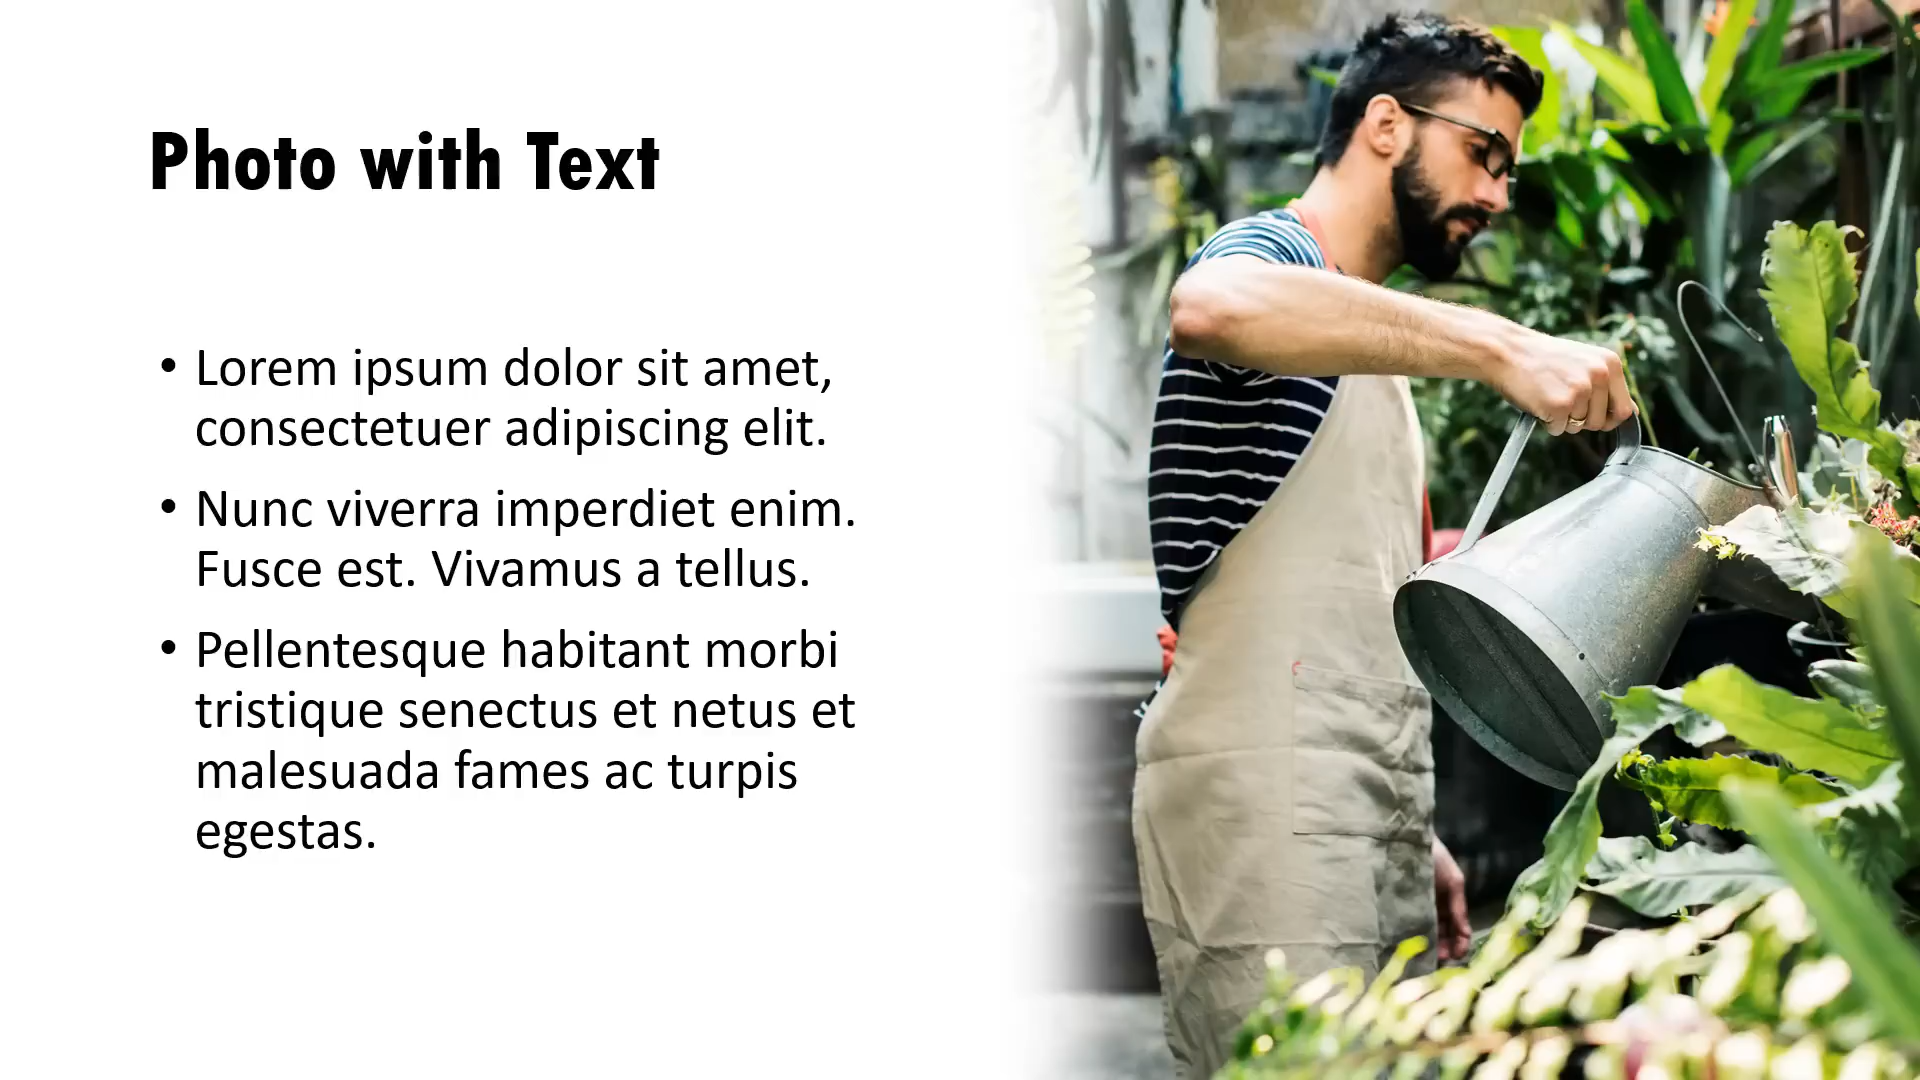 Photo with Text
• Lorem ipsum dolor sit amet,
consectetuer adipiscing elit.
• Nunc viverra imperdiet enim.
Fusce est. Vivamus a tellus.
• Pellentesque habitant morbi
tristique senectus et netus et
malesuada fames ac turpis
egestas.